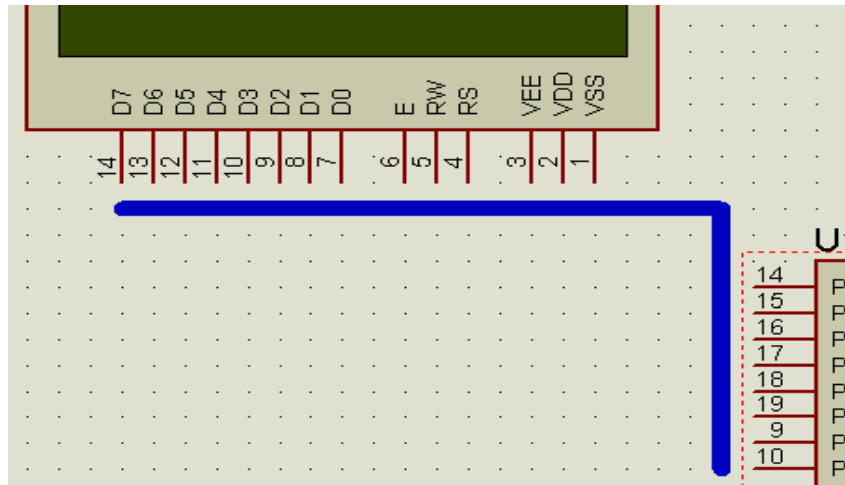 D7 D6 D5 D4 D3 D2 D1 D0 E RW RS VEE VDD VSS
14 13 12 11 10 9 8 7 6 5 4 3 2 1
U
14 P
15 P
16 P
17 P
18 P
19 P
9 P
10 P